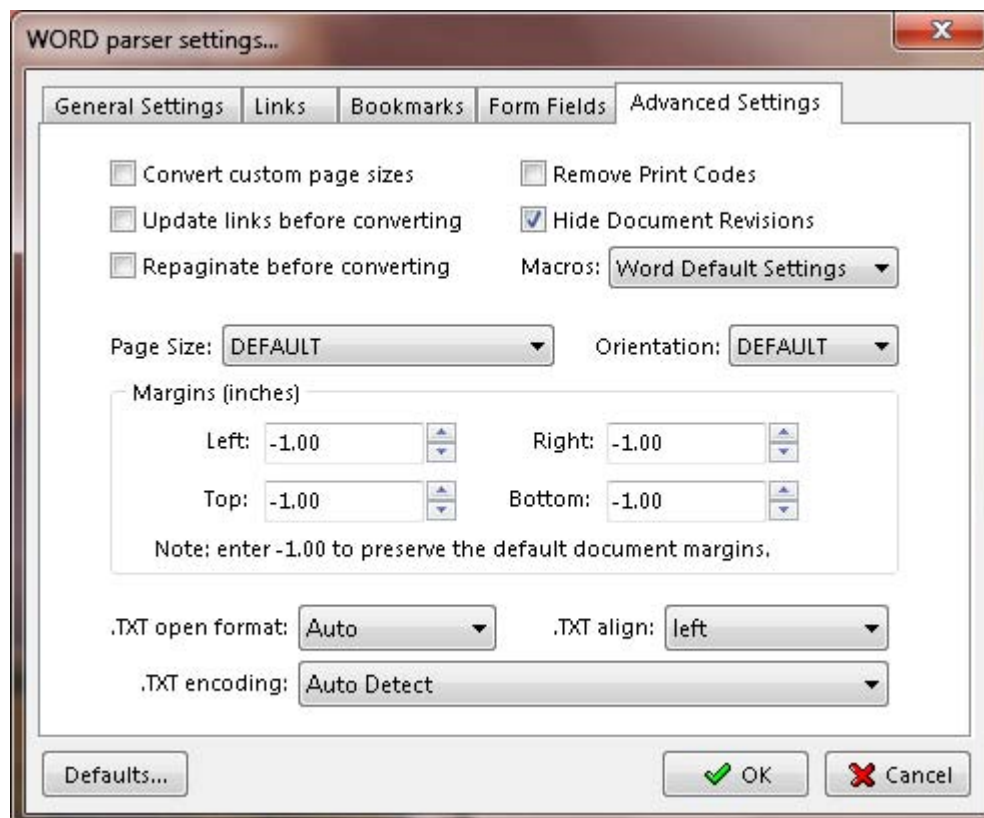 WORD parser settings...
General Settings Links Bookmarks Form Fields Advanced Settings
Convert custom page sizes Remove Print Codes
Update links before converting Hide Document Revisions
Repaginate before converting Macros: Word Default Settings
Page Size: DEFAULT Orientation: DEFAULT
Margins (inches)
Left: -1.00 Right: -1.00
Top: -1.00 Bottom: -1.00
Note: enter -1.00 to preserve the default document margins.
.TXT open format: Auto .TXT align: left
.TXT encoding: Auto Detect
Defaults... OK Cancel